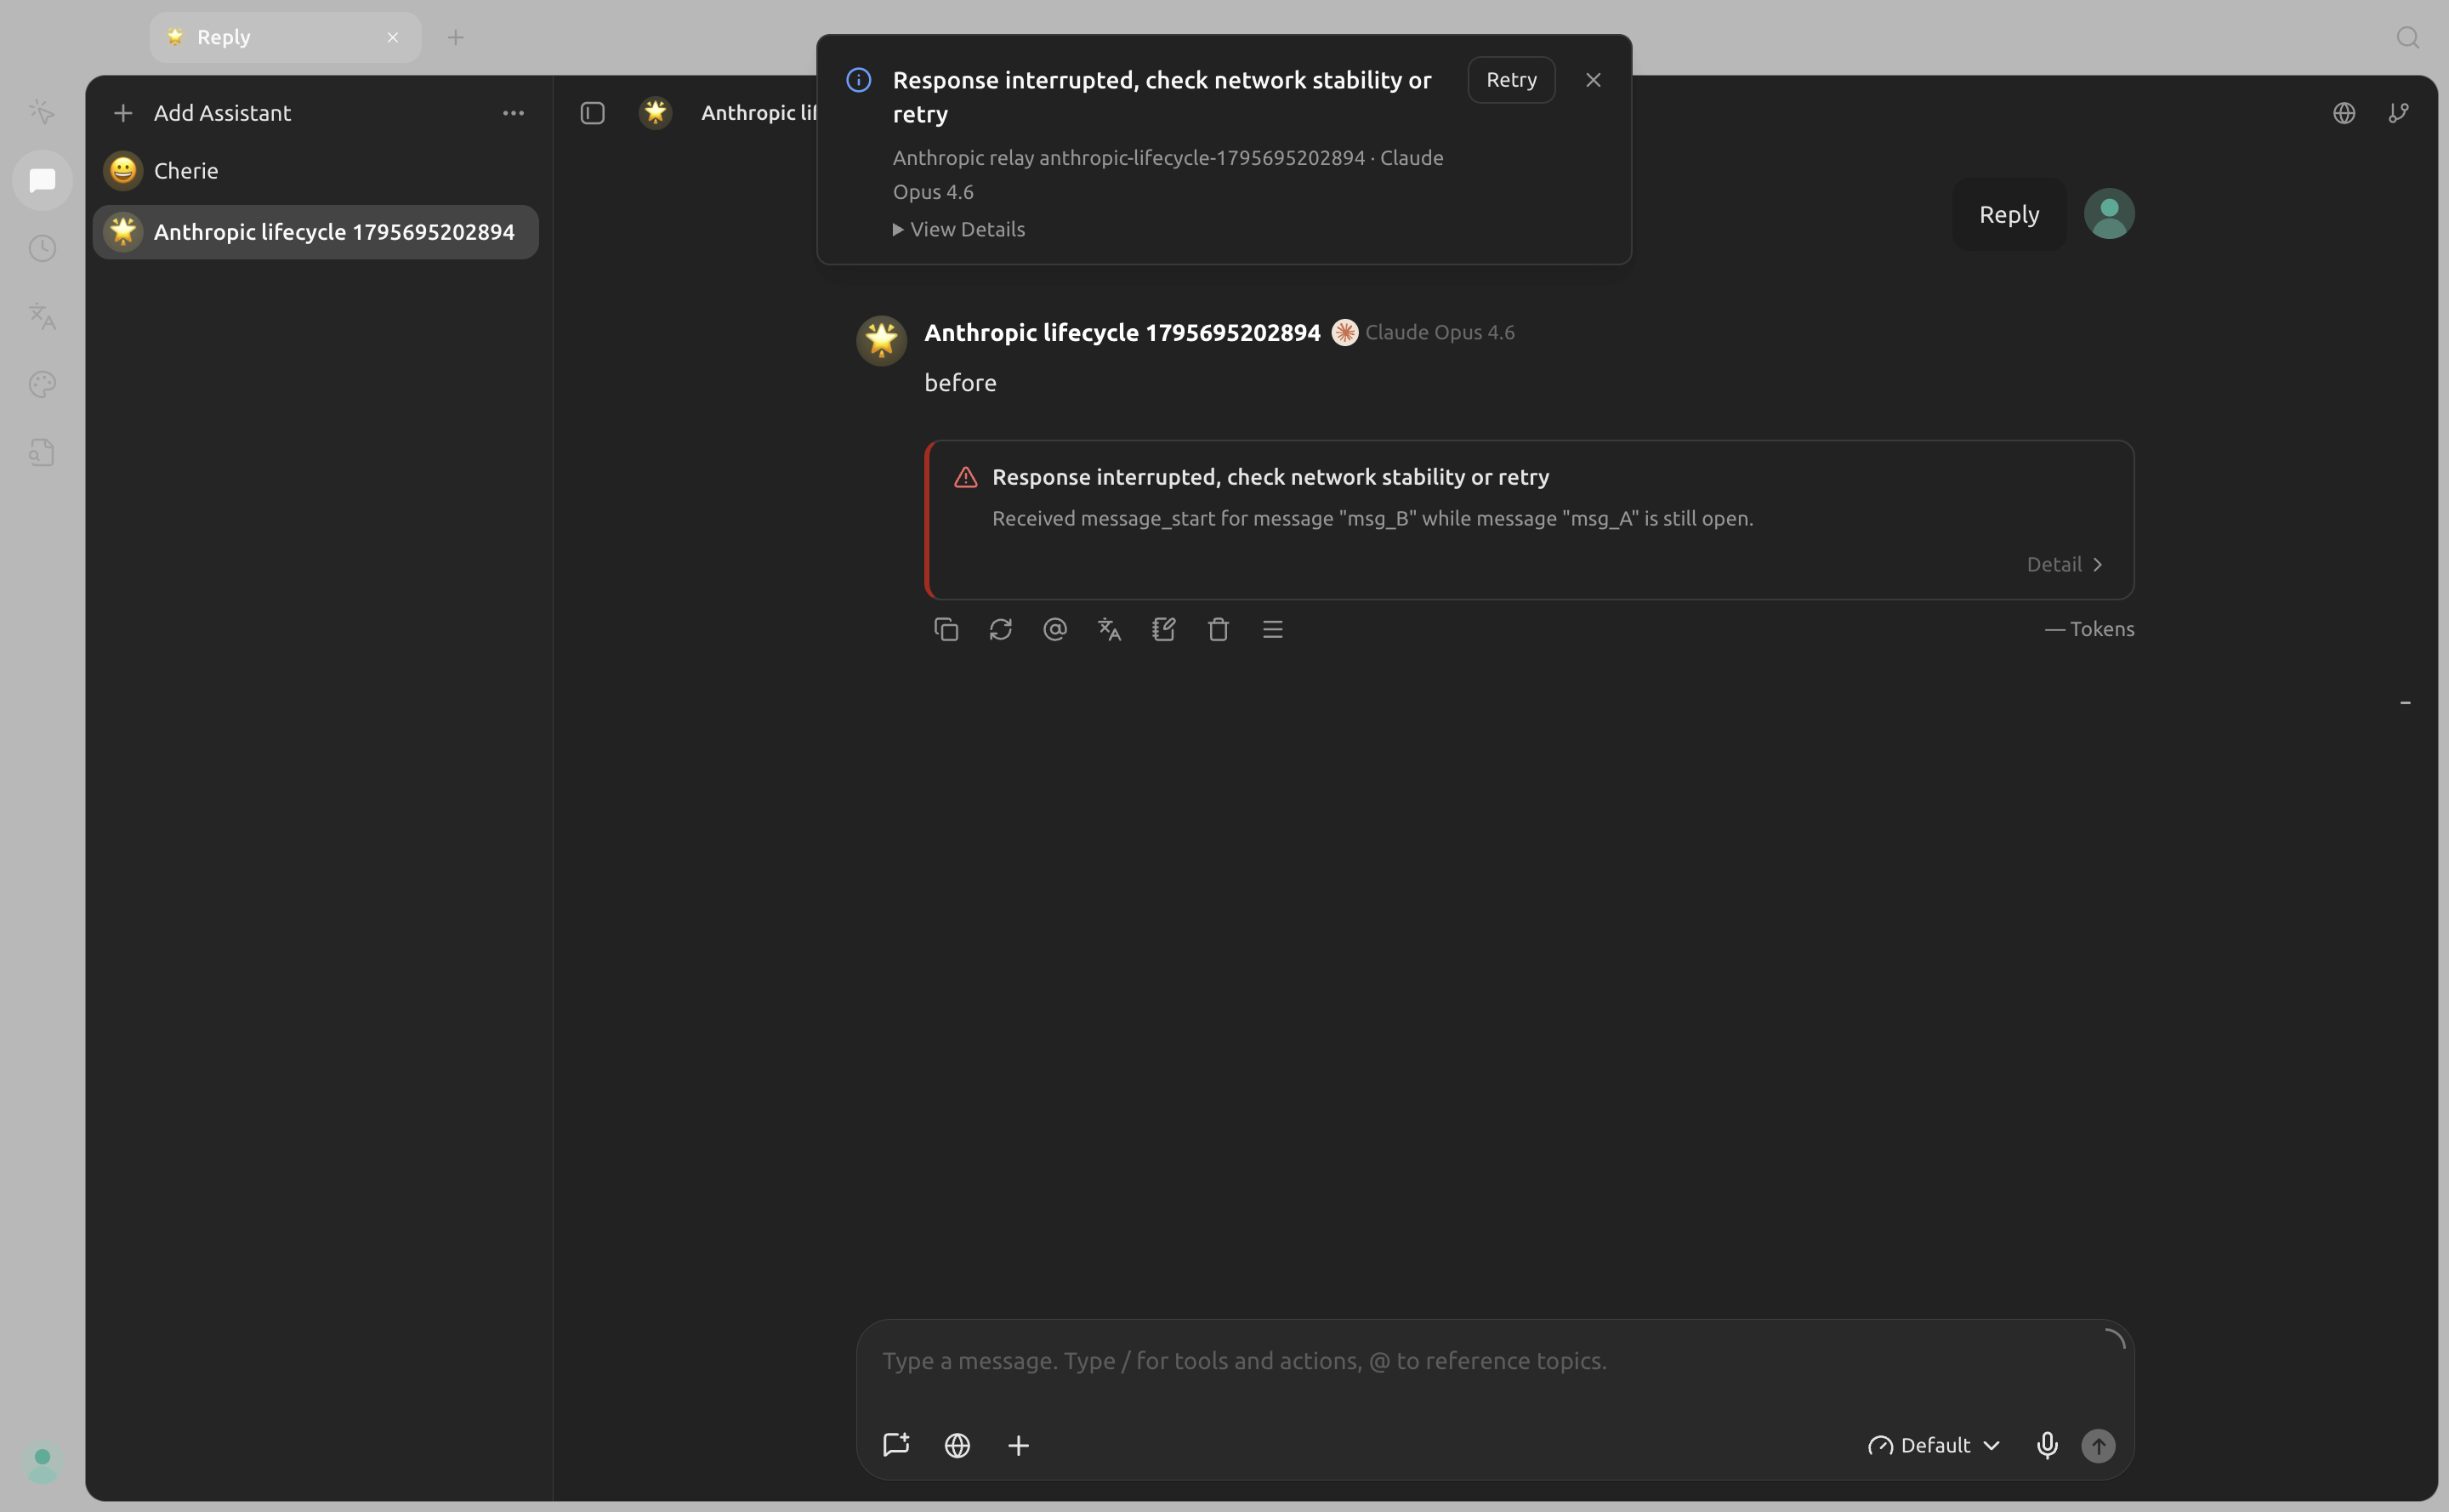 Reply
Add Assistant
Cherie
Anthropic lifecycle 1795695202894
Anthropic lif
Response interrupted, check network stability or
retry
Retry
Anthropic relay anthropic-lifecycle-1795695202894 · Claude
Opus 4.6
View Details
Reply
Anthropic lifecycle 1795695202894 Claude Opus 4.6
before
Response interrupted, check network stability or retry
Received message_start for message "msg_B" while message "msg_A" is still open.
Detail
— Tokens
Type a message. Type / for tools and actions, @ to reference topics.
Default